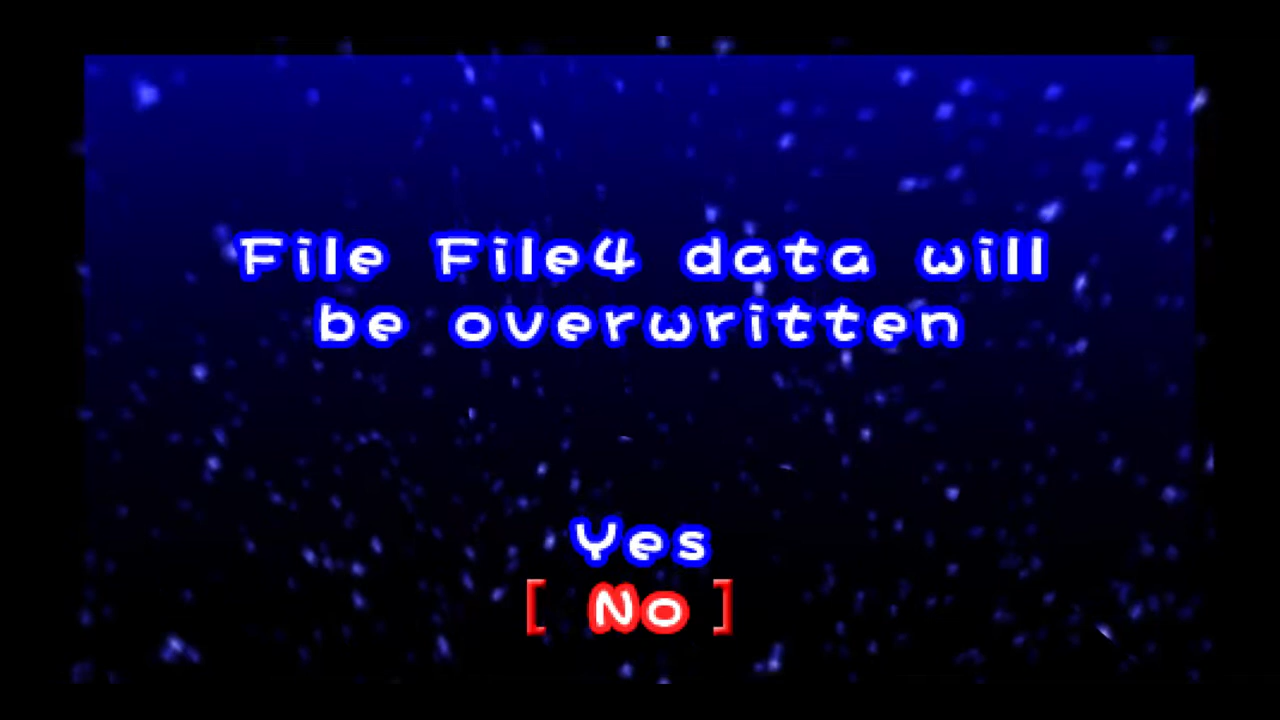 File File4 data will
be overwritten
Yes
[ No ]